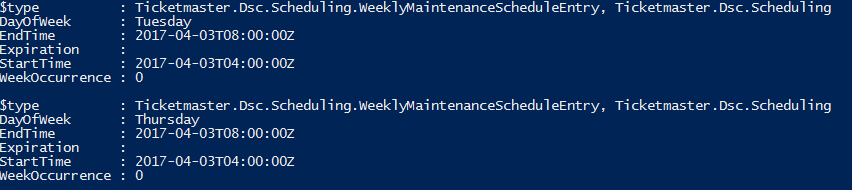 $type          : Ticketmaster.Dsc.Scheduling.WeeklyMaintenanceScheduleEntry, Ticketmaster.Dsc.Scheduling
DayOfWeek      : Tuesday
EndTime        : 2017-04-03T08:00:00Z
Expiration     :
StartTime      : 2017-04-03T04:00:00Z
WeekOccurrence : 0
$type          : Ticketmaster.Dsc.Scheduling.WeeklyMaintenanceScheduleEntry, Ticketmaster.Dsc.Scheduling
DayOfWeek      : Thursday
EndTime        : 2017-04-03T08:00:00Z
Expiration     :
StartTime      : 2017-04-03T04:00:00Z
WeekOccurrence : 0